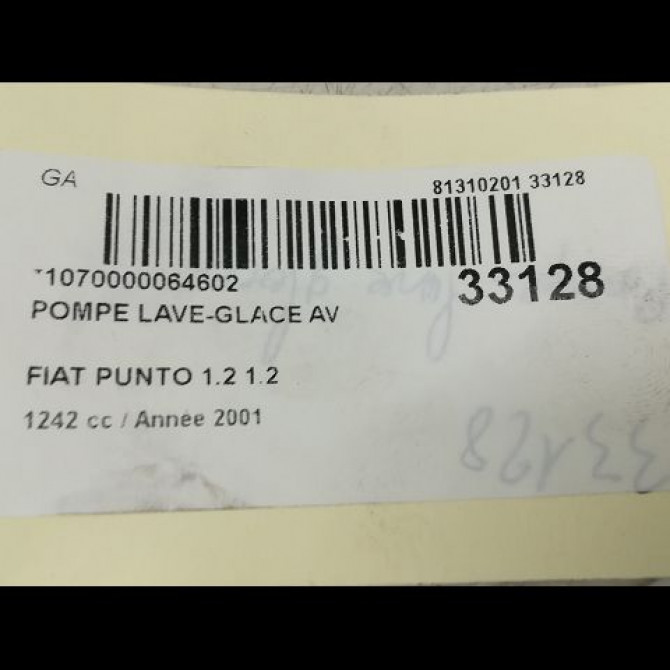 GA
81310201 33128
*1070000064602
33128
POMPE LAVE-GLACE AV
FIAT PUNTO 1.2 1.2
1242 cc / Année 2001
33128